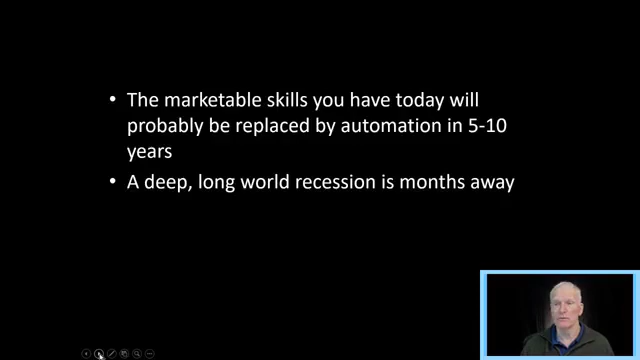 • The marketable skills you have today will
probably be replaced by automation in 5-10
years
• A deep, long world recession is months away